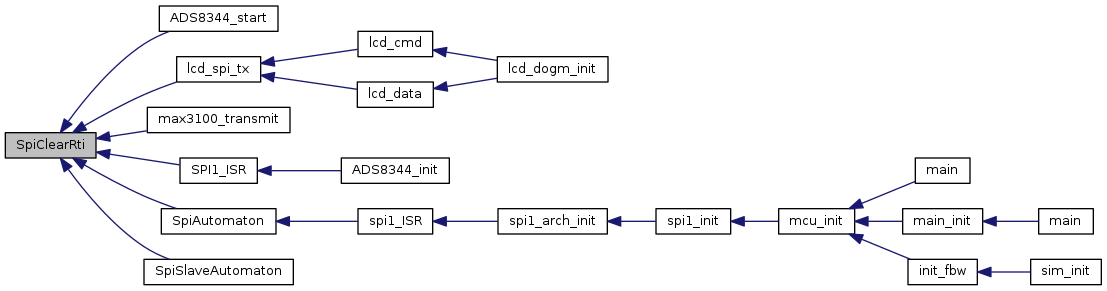 ADS8344_start
lcd_cmd
lcd_spi_tx
lcd_dogm_init
lcd_data
max3100_transmit
SpiClearRti
SPI1_ISR
ADS8344_init
main
SpiAutomaton
spi1_ISR
spi1_arch_init
spi1_init
mcu_init
main_init
main
SpiSlaveAutomaton
init_fbw
sim_init